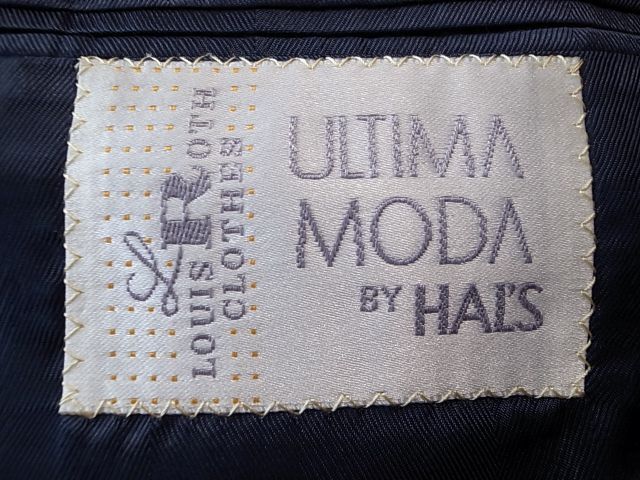 L LOUIS ROTH
CLOTHES
ULTIMA
MODA
BY HAL'S